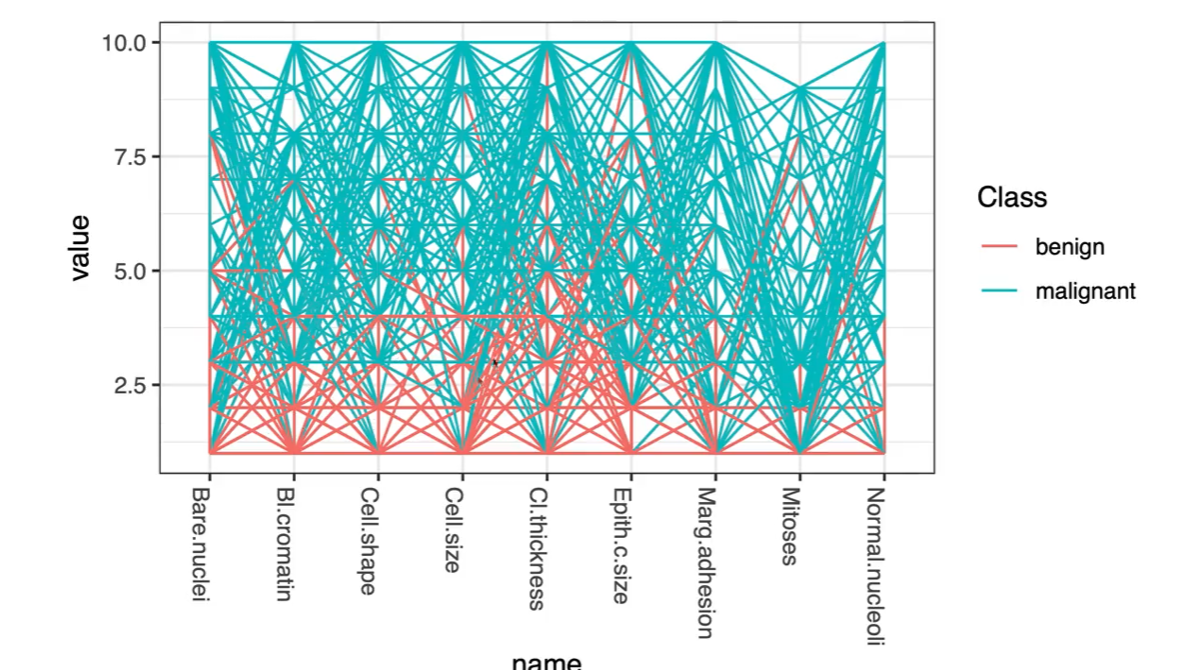 10.0
7.5
5.0
2.5
value
Bare.nuclei
Bl.cromatin
Cell.shape
Cell.size
Cl.thickness
Epith.c.size
Marg.adhesion
Mitoses
Normal.nucleoli
name
Class
benign
malignant